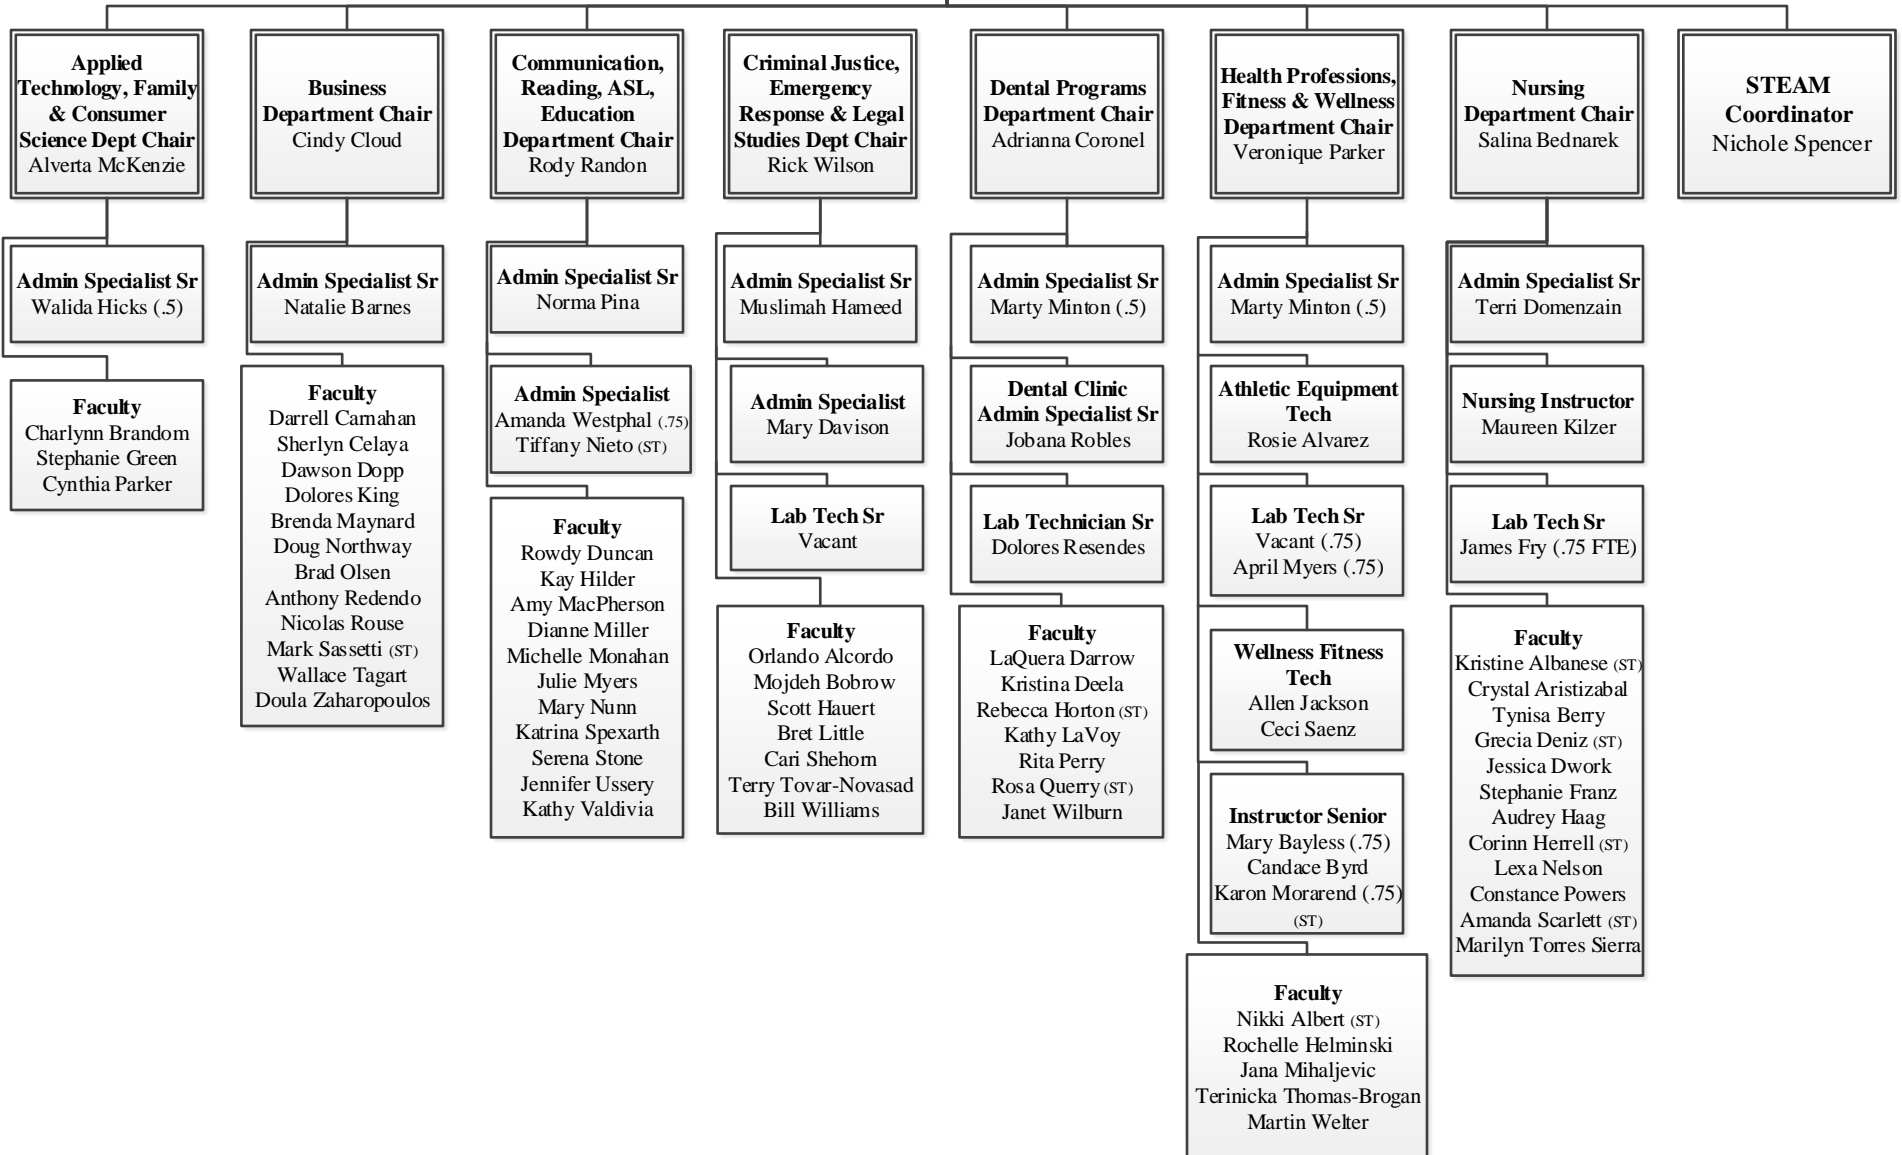 Applied
Technology, Family
& Consumer
Science Dept Chair
Alverta McKenzie
Admin Specialist Sr
Walida Hicks (.5)
Faculty
Charlynn Brandom
Stephanie Green
Cynthia Parker
Business
Department Chair
Cindy Cloud
Admin Specialist Sr
Natalie Barnes
Faculty
Darrell Carnahan
Sherlyn Celaya
Dawson Dopp
Dolores King
Brenda Maynard
Doug Northway
Brad Olsen
Anthony Redendo
Nicolas Rouse
Mark Sassetti (ST)
Wallace Tagart
Doula Zaharopoulos
Communication,
Reading, ASL,
Education
Department Chair
Rody Randon
Admin Specialist Sr
Norma Pina
Admin Specialist
Amanda Westphal (.75)
Tiffany Nieto (ST)
Faculty
Rowdy Duncan
Kay Hilder
Amy MacPherson
Dianne Miller
Michelle Monahan
Julie Myers
Mary Nunn
Katrina Spexarth
Serena Stone
Jennifer Ussery
Kathy Valdivia
Criminal Justice,
Emergency
Response & Legal
Studies Dept Chair
Rick Wilson
Admin Specialist Sr
Muslimah Hameed
Admin Specialist
Mary Davison
Lab Tech Sr
Vacant
Faculty
Orlando Alcordo
Mojdeh Bobrow
Scott Hauert
Bret Little
Cari Shehorn
Terry Tovar-Novasad
Bill Williams
Dental Programs
Department Chair
Adrianna Coronel
Admin Specialist Sr
Marty Minton (.5)
Dental Clinic
Admin Specialist Sr
Jobana Robles
Lab Technician Sr
Dolores Resendes
Faculty
LaQuera Darrow
Kristina Deela
Rebecca Horton (ST)
Kathy LaVoy
Rita Perry
Rosa Querry (ST)
Janet Wilburn
Health Professions,
Fitness & Wellness
Department Chair
Veronique Parker
Admin Specialist Sr
Marty Minton (.5)
Athletic Equipment
Tech
Rosie Alvarez
Lab Tech Sr
Vacant (.75)
April Myers (.75)
Wellness Fitness
Tech
Allen Jackson
Ceci Saenz
Instructor Senior
Mary Bayless (.75)
Candace Byrd
Karon Morarend (.75)
(ST)
Faculty
Nikki Albert (ST)
Rochelle Helminski
Jana Mihaljevic
Terinicka Thomas-Brogan
Martin Welter
Nursing
Department Chair
Salina Bednarek
Admin Specialist Sr
Terri Domenzain
Nursing Instructor
Maureen Kilzer
Lab Tech Sr
James Fry (.75 FTE)
Faculty
Kristine Albanese (ST)
Crystal Aristizabal
Tynisa Berry
Grecia Deniz (ST)
Jessica Dwork
Stephanie Franz
Audrey Haag
Corinn Herrell (ST)
Lexa Nelson
Constance Powers
Amanda Scarlett (ST)
Marilyn Torres Sierra
STEAM
Coordinator
Nichole Spencer